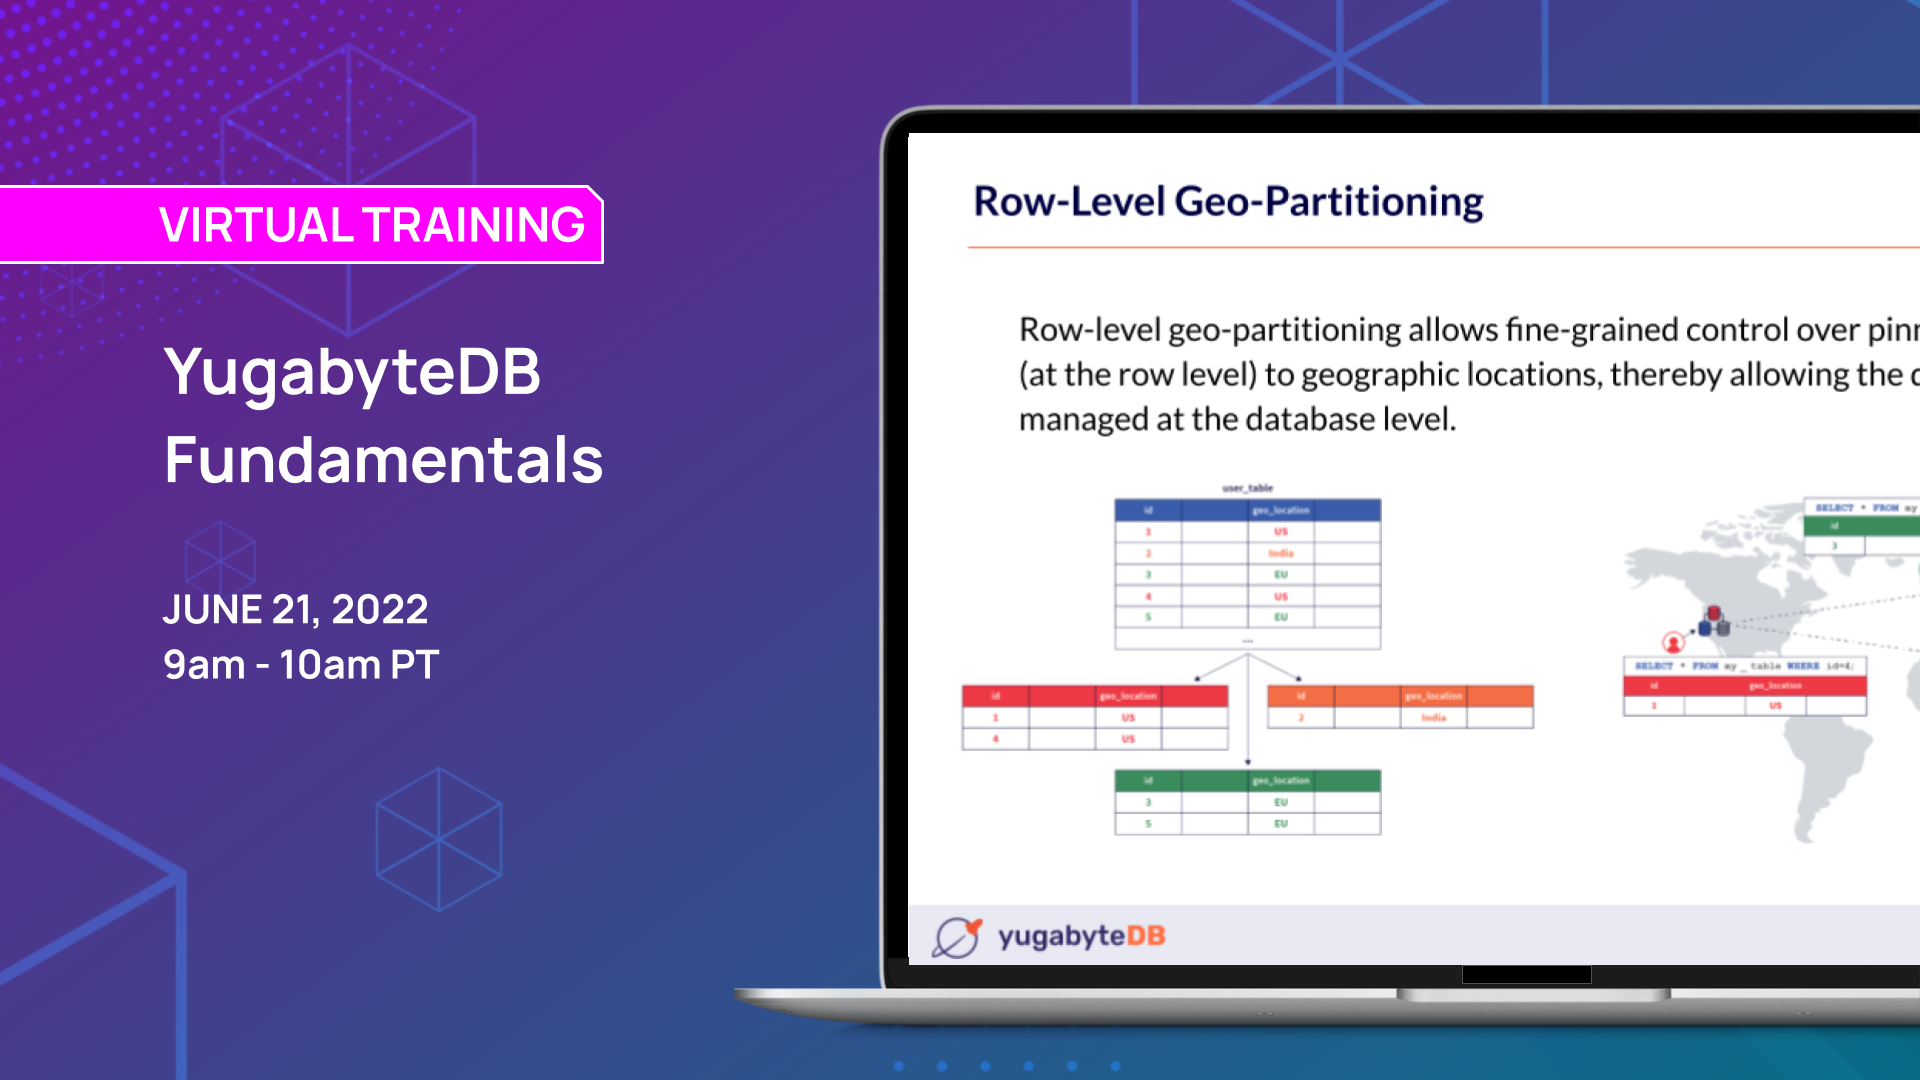 VIRTUAL TRAINING
YugabyteDB
Fundamentals
JUNE 21, 2022
9am - 10am PT
Row-Level Geo-Partitioning
Row-level geo-partitioning allows fine-grained control over
(at the row level) to geographic locations, thereby allowing the
managed at the database level.
user_table
id geo_location
1 US
2 India
3 EU
4 US
5 EU
...
id geo_location
1 US
4 US
id geo_location
2 India
id geo_location
3 EU
5 EU
SELECT * FROM my
id
3
SELECT * FROM my_table WHERE id=4;
id geo_location
1 US
yugabyteDB